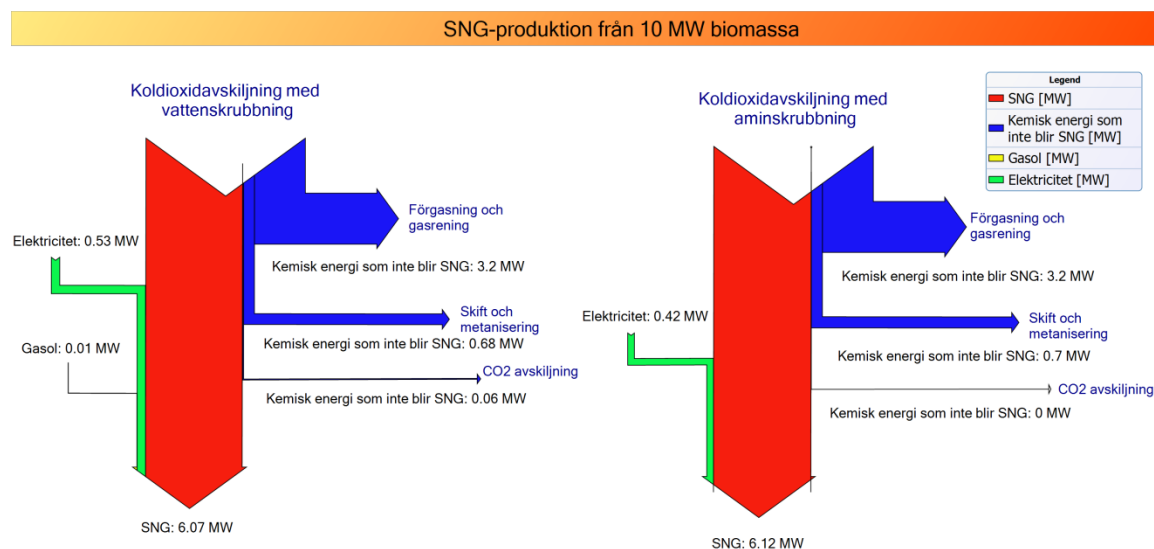 SNG-produktion från 10 MW biomassa
Koldioxidavskiljning med
vattenskrubbning
Förgasning och
gasrening
Elektricitet: 0.53 MW
Kemisk energi som inte blir SNG: 3.2 MW
Skift och
metanisering
Gasol: 0.01 MW
Kemisk energi som inte blir SNG: 0.68 MW
CO2 avskiljning
Kemisk energi som inte blir SNG: 0.06 MW
SNG: 6.07 MW
Koldioxidavskiljning med
aminskrubbning
Förgasning och
gasrening
Kemisk energi som inte blir SNG: 3.2 MW
Elektricitet: 0.42 MW
Skift och
metanisering
Kemisk energi som inte blir SNG: 0.7 MW
CO2 avskiljning
Kemisk energi som inte blir SNG: 0 MW
SNG: 6.12 MW
Legend
SNG [MW]
Kemisk energi som
inte blir SNG [MW]
Gasol [MW]
Elektricitet [MW]